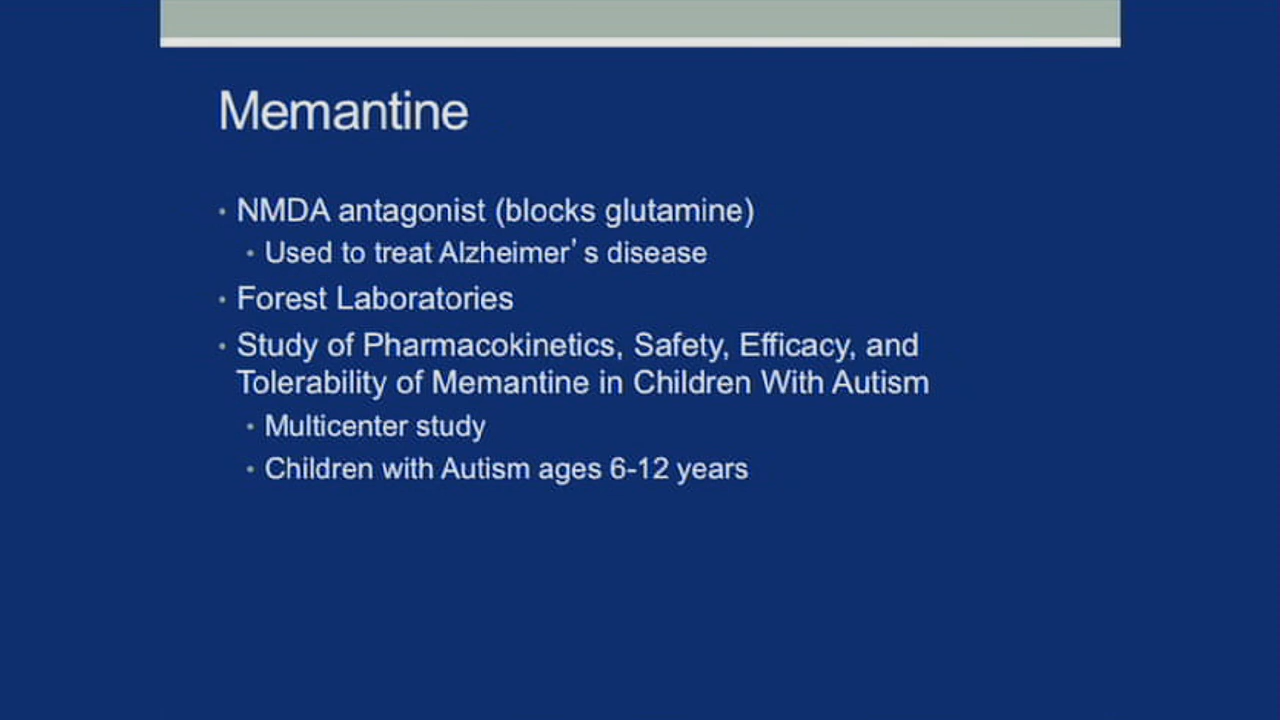 Memantine
• NMDA antagonist (blocks glutamine)
• Used to treat Alzheimer’s disease
• Forest Laboratories
• Study of Pharmacokinetics, Safety, Efficacy, and
Tolerability of Memantine in Children With Autism
• Multicenter study
• Children with Autism ages 6-12 years